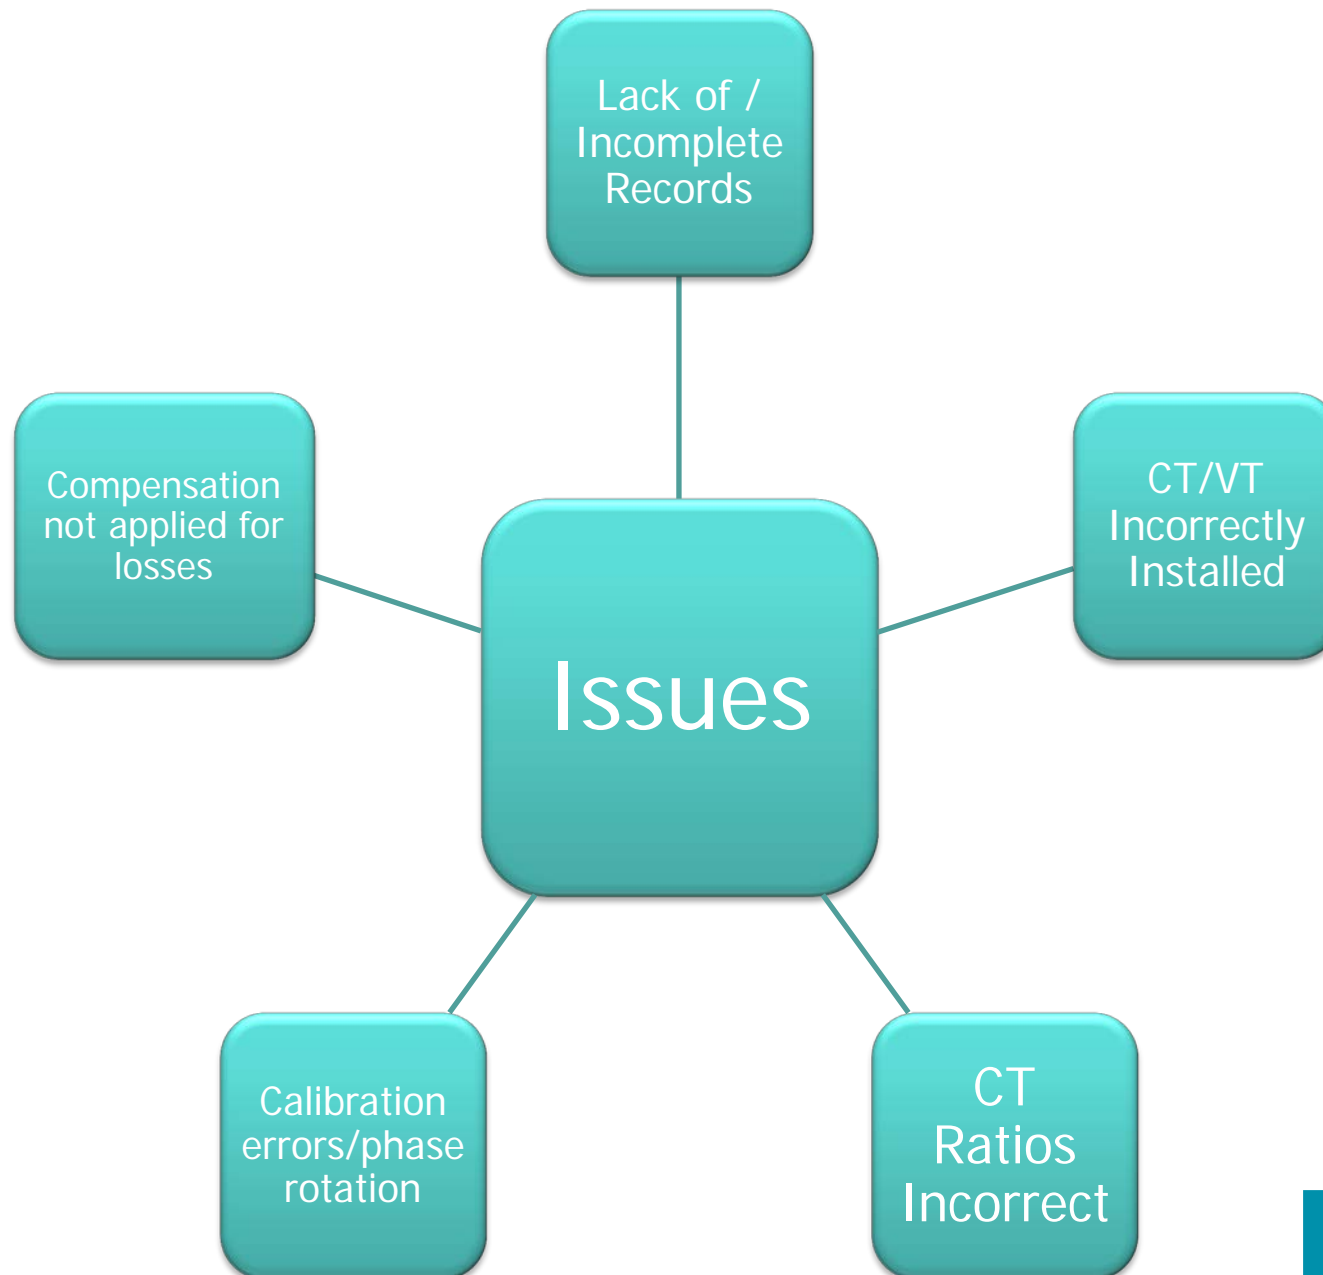 Lack of /
Incomplete
Records
Compensation
not applied for
losses
CT/VT
Incorrectly
Installed
Issues
Calibration
errors/phase
rotation
CT
Ratios
Incorrect